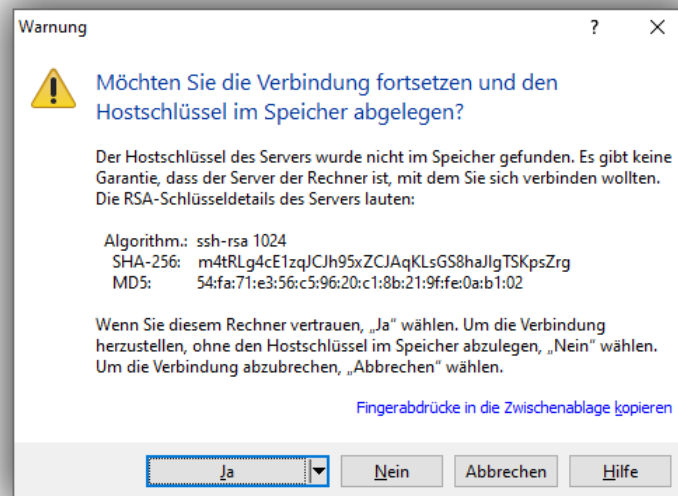 Warnung
?
Möchten Sie die Verbindung fortsetzen und den
Hostschlüssel im Speicher abgelegen?
Der Hostschlüssel des Servers wurde nicht im Speicher gefunden. Es gibt keine
Garantie, dass der Server der Rechner ist, mit dem Sie sich verbinden wollten.
Die RSA-Schlüsseldetails des Servers lauten:
Algorithm.: ssh-rsa 1024
SHA-256: m4tRLg4cE1zqJCJh95xZCJAqKLsGS8haJlgTSKpsZrg
MD5: 54:fa:71:e3:56:c5:96:20:c1:8b:21:9f:fe:0a:b1:02
Wenn Sie diesem Rechner vertrauen, „Ja“ wählen. Um die Verbindung
herzustellen, ohne den Hostschlüssel im Speicher abzulegen, „Nein“ wählen.
Um die Verbindung abzubrechen, „Abbrechen“ wählen.
Fingerabdrücke in die Zwischenablage kopieren
Ja Nein Abbrechen Hilfe